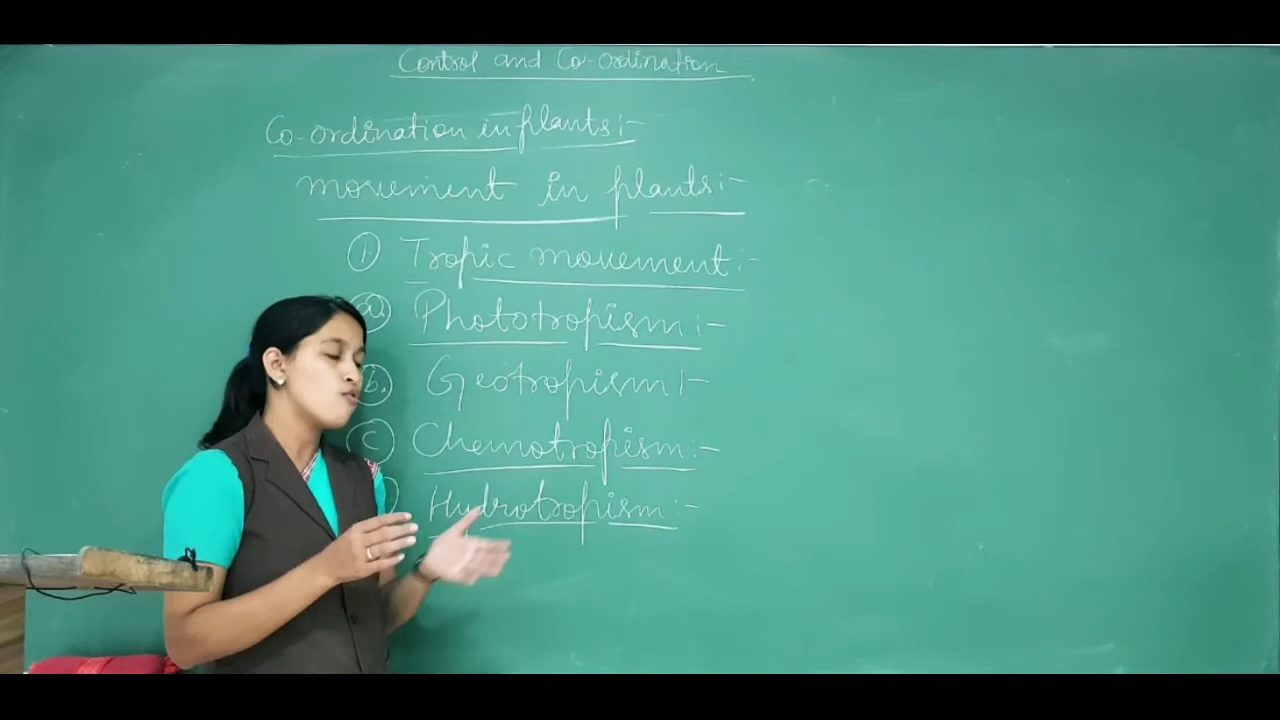 Control and Co-ordination
Co-ordination in plants:-
movement in plants:-
① Tropic movement:-
ⓐ Phototropism:-
ⓑ. Geotropism:-
ⓒ Chemotropism:-
Hydrotropism:-